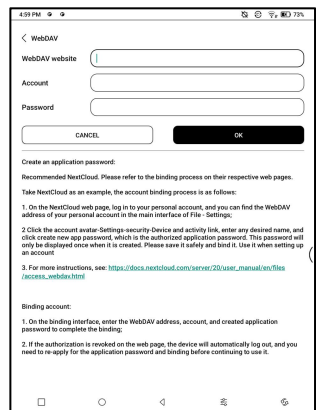 4:59 PM
73%
WebDAV
WebDAV website
Account
Password
CANCEL
OK
Create an application password:
Recommended NextCloud. Please refer to the binding process on their respective web pages.
Take NextCloud as an example, the account binding process is as follows:
1. On the NextCloud web page, log in to your personal account, and you can find the WebDAV
address of your personal account in the main interface of File - Settings;
2 Click the account avatar-Settings-security-Device and activity link, enter any desired name, and
click create new app password, which is the authorized application password. This password will
only be displayed once when it is created. Please save it safely and bind it. Use it when setting up
an account
3. For more instructions, see: https://docs.nextcloud.com/server/20/user_manual/en/files
/access_webdav.html
Binding account:
1. On the binding interface, enter the WebDAV address, account, and created application
password to complete the binding;
2. If the authorization is revoked on the web page, the device will automatically log out, and you
need to re-apply for the application password and binding before continuing to use it.